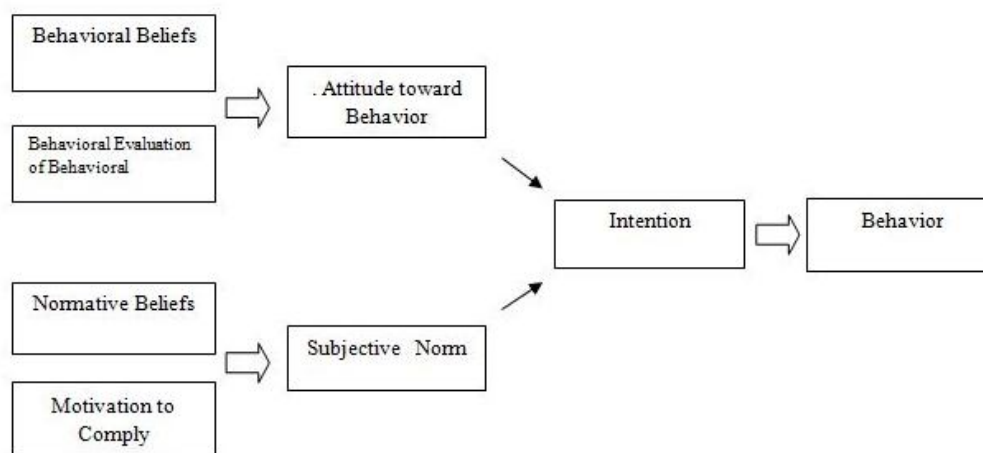 Behavioral Beliefs
Behavioral Evaluation
of Behavioral
. Attitude toward
Behavior
Intention
Behavior
Normative Beliefs
Motivation to
Comply
Subjective Norm